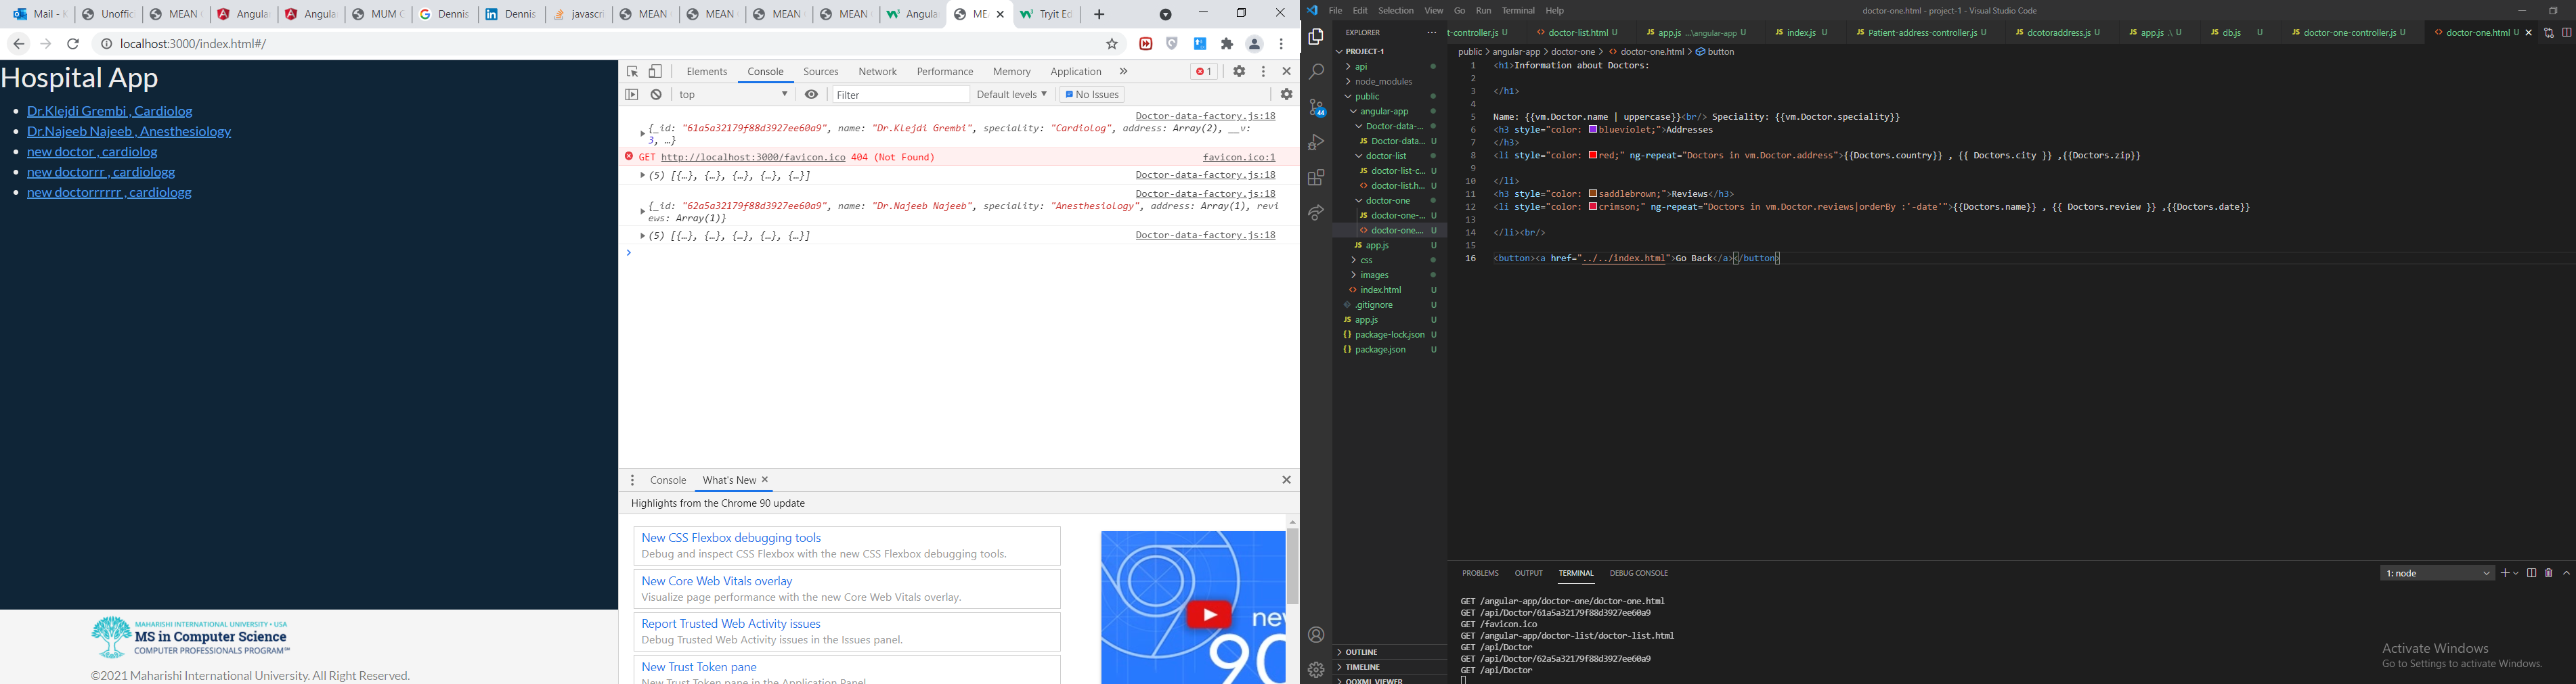 Mail - K
Unoffic
MEAN
Angula
Angula
MUM C
Dennis
Dennis
javascri
MEAN
MEAN
MEAN
MEAN
Angula
MEA
Tryit Ed
localhost:3000/index.html#/
Hospital App
Dr.Klejdi Grembi , Cardiolog
Dr.Najeeb Najeeb , Anesthesiology
new doctor , cardiolog
new doctorrr , cardiologg
new doctorrrrrr , cardiologg
MAHARISHI INTERNATIONAL UNIVERSITY • USA
MS in Computer Science
COMPUTER PROFESSIONALS PROGRAM℠
©2021 Maharishi International University. All Right Reserved.
Elements Console Sources Network Performance Memory Application » 1
top Filter Default levels No Issues
Doctor-data-factory.js:18
{_id: "61a5a32179f88d3927ee60a9", name: "Dr.Klejdi Grembi", speciality: "Cardiolog", address: Array(2), __v:
3, …}
GET http://localhost:3000/favicon.ico 404 (Not Found) favicon.ico:1
(5) [{…}, {…}, {…}, {…}, {…}] Doctor-data-factory.js:18
Doctor-data-factory.js:18
{_id: "62a5a32179f88d3927ee60a9", name: "Dr.Najeeb Najeeb", speciality: "Anesthesiology", address: Array(1), revi
ews: Array(1)}
(5) [{…}, {…}, {…}, {…}, {…}] Doctor-data-factory.js:18
Console What's New
Highlights from the Chrome 90 update
New CSS Flexbox debugging tools
Debug and inspect CSS Flexbox with the new CSS Flexbox debugging tools.
New Core Web Vitals overlay
Visualize page performance with the new Core Web Vitals overlay.
Report Trusted Web Activity issues
Debug Trusted Web Activity issues in the Issues panel.
New Trust Token pane
New Trust Token pane in the Application Panel
new
90
File Edit Selection View Go Run Terminal Help
doctor-one.html - project-1 - Visual Studio Code
EXPLORER
PROJECT-1
api
node_modules
public
angular-app
Doctor-data-...
JS Doctor-data... U
doctor-list
JS doctor-list-c... U
doctor-list.h... U
doctor-one
JS doctor-one-... U
doctor-one.... U
JS app.js U
css
images
index.html U
.gitignore U
JS app.js U
package-lock.json U
package.json U
OUTLINE
TIMELINE
OOXML VIEWER
44
t-controller.js U
doctor-list.html U
JS app.js ...\angular-app U
JS index.js U
JS Patient-address-controller.js U
JS dcotoraddress.js U
JS app.js .\ U
JS db.js U
JS doctor-one-controller.js U
doctor-one.html U
public > angular-app > doctor-one > doctor-one.html > button
1 <h1>Information about Doctors:
2
3 </h1>
4
5 Name: {{vm.Doctor.name | uppercase}}<br/> Speciality: {{vm.Doctor.speciality}}
6 <h3 style="color: blueviolet;">Addresses
7 </h3>
8 <li style="color: red;" ng-repeat="Doctors in vm.Doctor.address">{{Doctors.country}} , {{ Doctors.city }} ,{{Doctors.zip}}
9
10 </li>
11 <h3 style="color: saddlebrown;">Reviews</h3>
12 <li style="color: crimson;" ng-repeat="Doctors in vm.Doctor.reviews|orderBy :'-date'">{{Doctors.name}} , {{ Doctors.review }} ,{{Doctors.date}}
13
14 </li><br/>
15
16 <button><a href="../../index.html">Go Back</a></button>
PROBLEMS OUTPUT TERMINAL DEBUG CONSOLE 1: node
GET /angular-app/doctor-one/doctor-one.html
GET /api/Doctor/61a5a32179f88d3927ee60a9
GET /favicon.ico
GET /angular-app/doctor-list/doctor-list.html
GET /api/Doctor
GET /api/Doctor/62a5a32179f88d3927ee60a9
GET /api/Doctor
Activate Windows
Go to Settings to activate Windows.